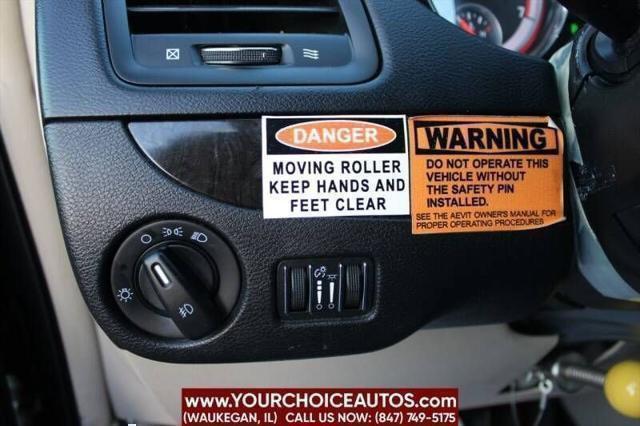 DANGER
MOVING ROLLER
KEEP HANDS AND
FEET CLEAR
WARNING
DO NOT OPERATE THIS
VEHICLE WITHOUT
THE SAFETY PIN
INSTALLED.
SEE THE AEVIT OWNER'S MANUAL FOR
PROPER OPERATING PROCEDURES
WWW.YOURCHOICEAUTOS.COM
(WAUKEGAN, IL) CALL US NOW: (847) 749-5175